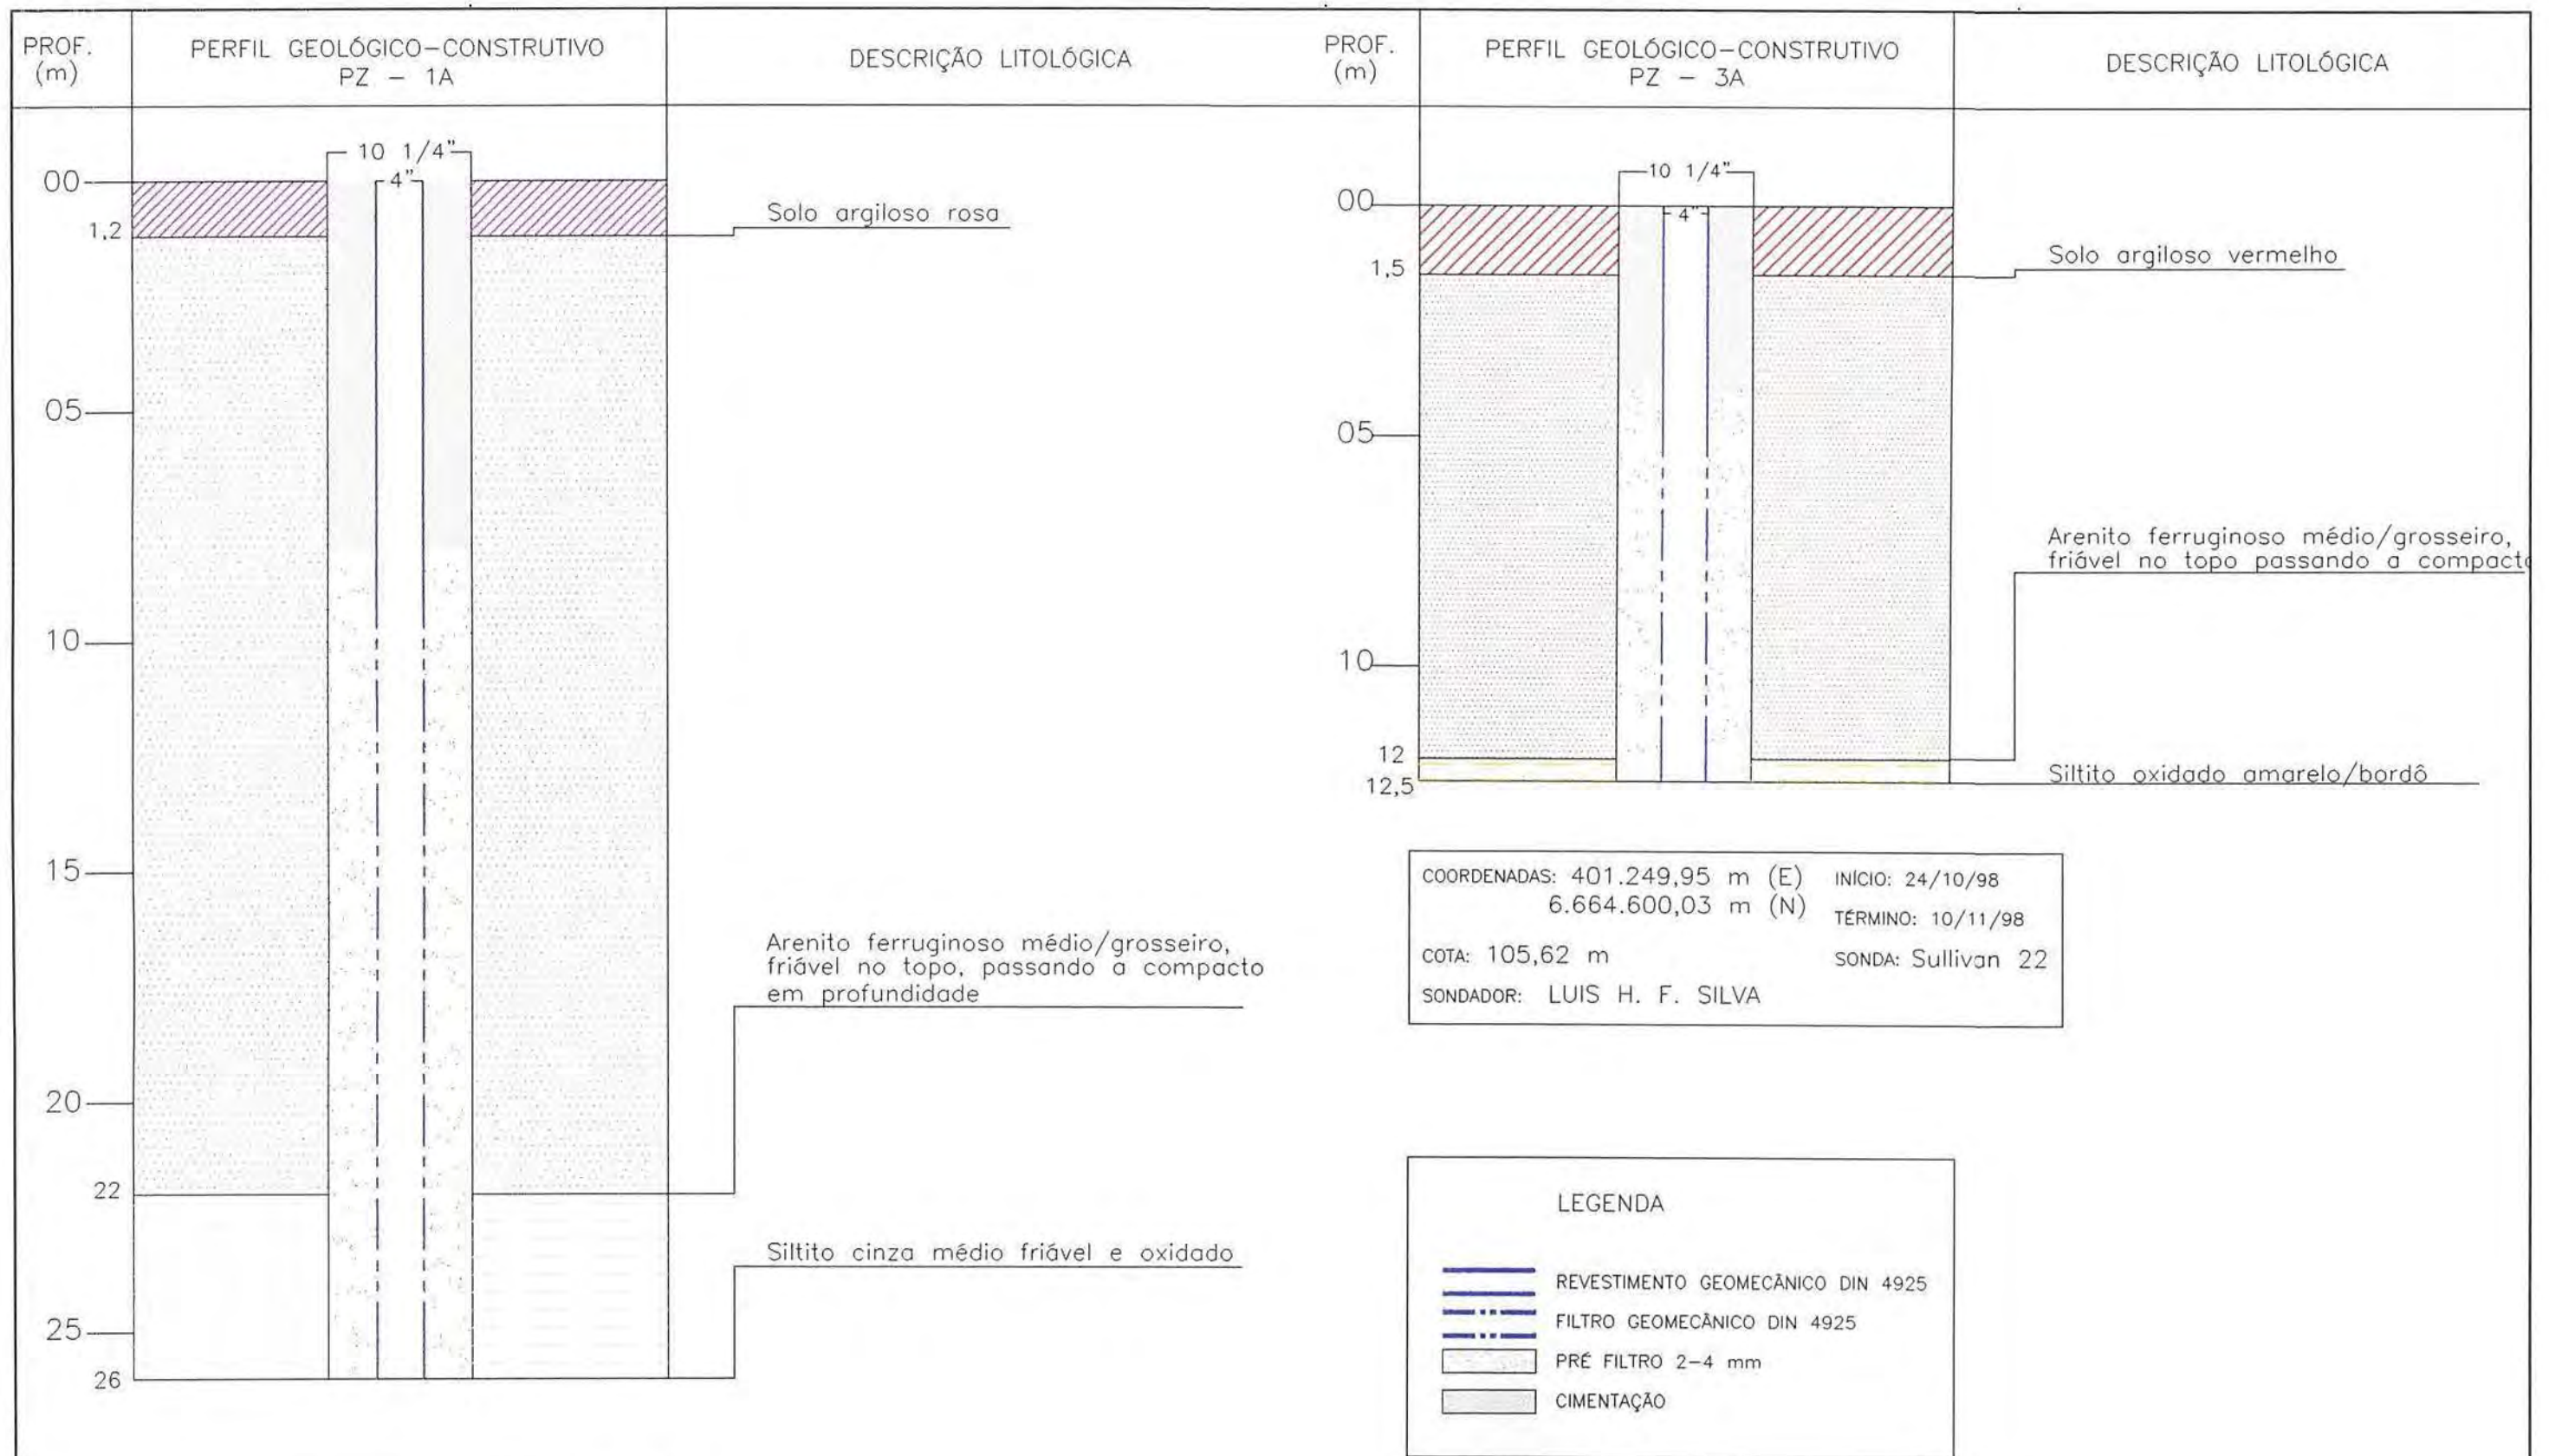 PROF.
(m)
PERFIL GEOLÓGICO-CONSTRUTIVO
PZ - 1A
DESCRIÇÃO LITOLÓGICA
10 1/4"
4"
00
1,2
05
10
15
20
22
25
26
Solo argiloso rosa
Arenito ferruginoso médio/grosseiro,
friável no topo, passando a compacto
em profundidade
Siltito cinza médio friável e oxidado
PROF.
(m)
PERFIL GEOLÓGICO-CONSTRUTIVO
PZ - 3A
DESCRIÇÃO LITOLÓGICA
10 1/4"
4"
00
1,5
05
10
12
12,5
Solo argiloso vermelho
Arenito ferruginoso médio/grosseiro,
friável no topo passando a compacto
Siltito oxidado amarelo/bordô
COORDENADAS: 401.249,95 m (E) INÍCIO: 24/10/98
6.664.600,03 m (N) TÉRMINO: 10/11/98
COTA: 105,62 m SONDA: Sullivan 22
SONDADOR: LUIS H. F. SILVA
LEGENDA
REVESTIMENTO GEOMECÂNICO DIN 4925
FILTRO GEOMECÂNICO DIN 4925
PRÉ FILTRO 2-4 mm
CIMENTAÇÃO